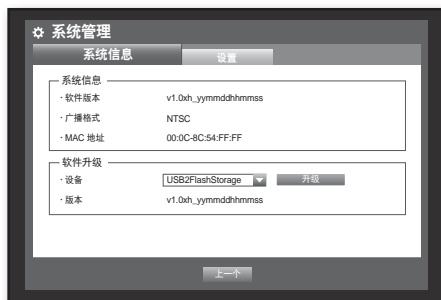 系统管理
系统信息
设置
系统信息
·软件版本 v1.0xh_yymmddhhmmss
·广播格式 NTSC
·MAC 地址 00:0C-8C:54:FF:FF
软件升级
·设备 USB2FlashStorage 升级
·版本 v1.0xh_yymmddhhmmss
上一个